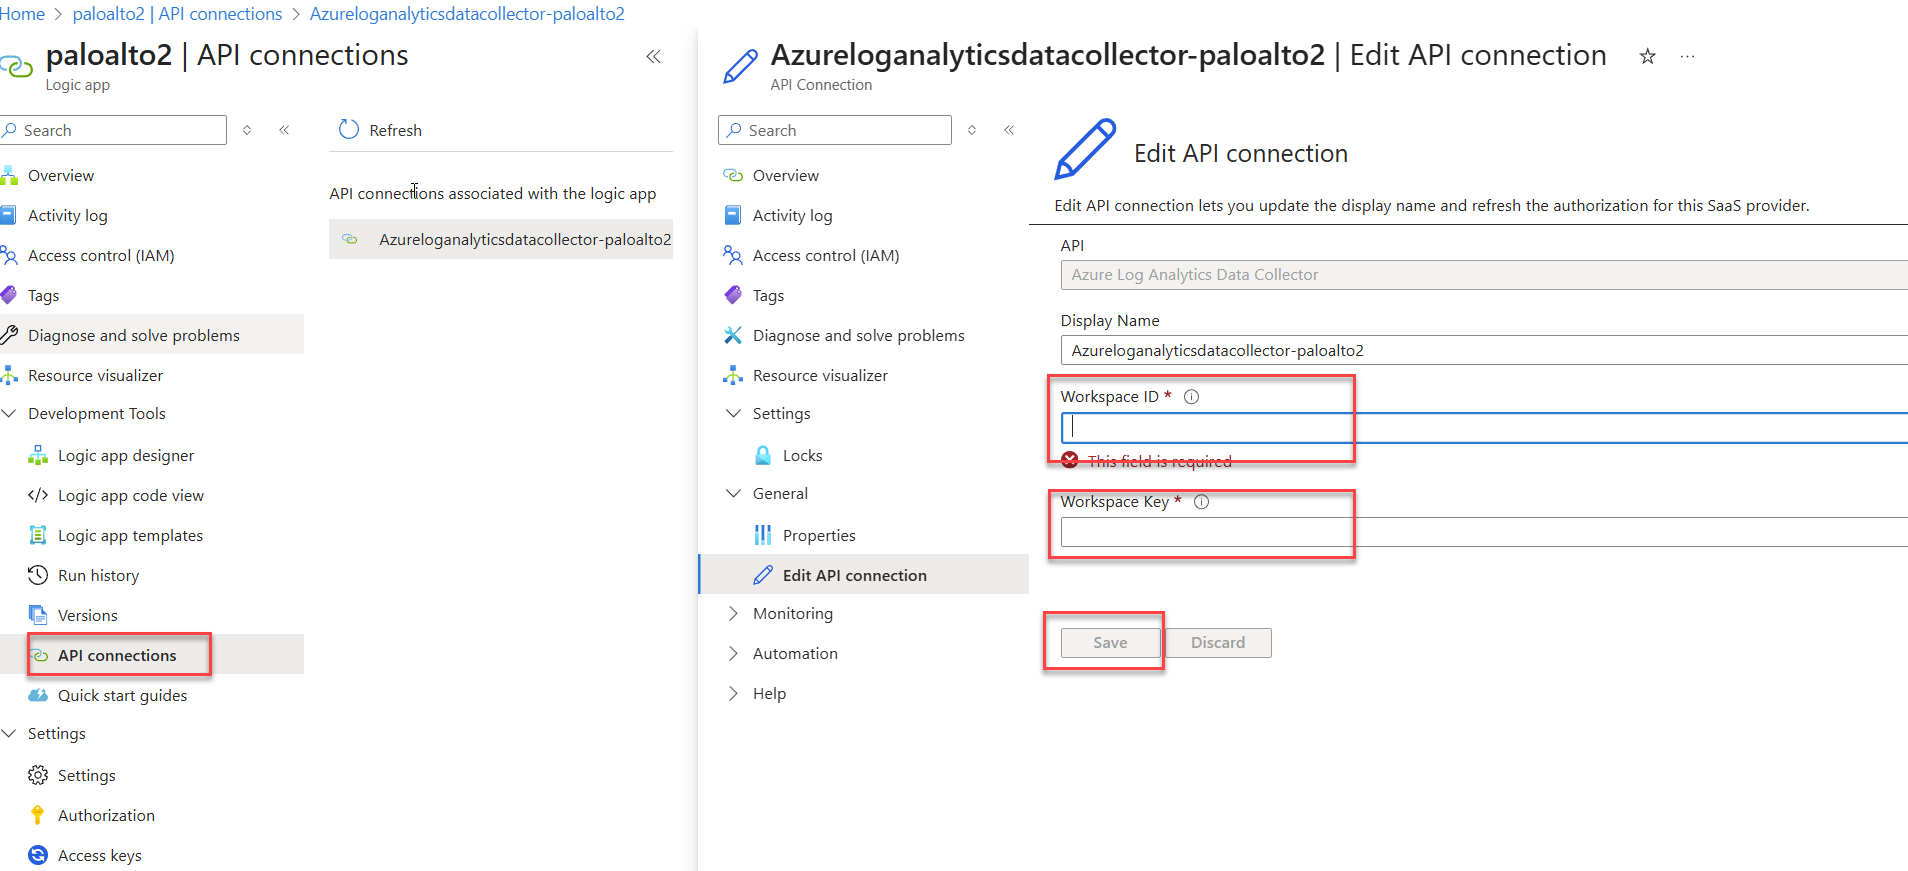 Home > paloalto2 | API connections > Azureloganalyticsdatacollector-paloalto2
paloalto2 | API connections
Logic app
Search
Overview
Activity log
Access control (IAM)
Tags
Diagnose and solve problems
Resource visualizer
Development Tools
Logic app designer
Logic app code view
Logic app templates
Run history
Versions
API connections
Quick start guides
Settings
Settings
Authorization
Access keys
Refresh
API connections associated with the logic app
Azureloganalyticsdatacollector-paloalto2
Azureloganalyticsdatacollector-paloalto2 | Edit API connection
API Connection
Search
Overview
Activity log
Access control (IAM)
Tags
Diagnose and solve problems
Resource visualizer
Settings
Locks
General
Properties
Edit API connection
Monitoring
Automation
Help
Edit API connection
Edit API connection lets you update the display name and refresh the authorization for this SaaS provider.
API
Azure Log Analytics Data Collector
Display Name
Azureloganalyticsdatacollector-paloalto2
Workspace ID *
This field is required
Workspace Key *
Save Discard